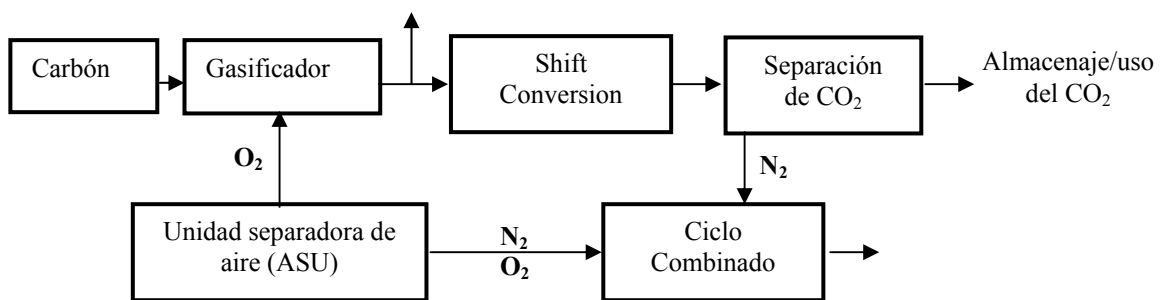 Carbón
Gasificador
Shift
Conversion
Separación
de CO₂
Almacenaje/uso
del CO₂
O₂
N₂
Unidad separadora de
aire (ASU)
N₂
O₂
Ciclo
Combinado